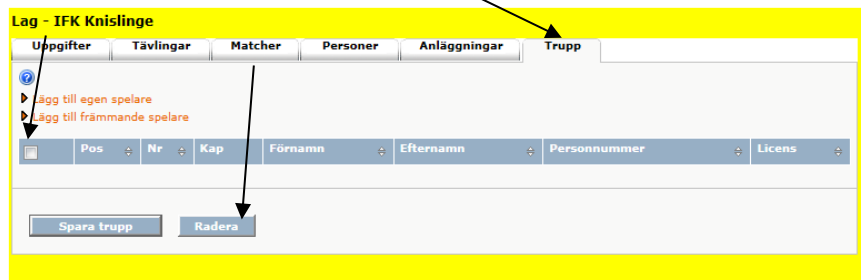 Lag - IFK Knislinge
Uppgifter Tävlingar Matcher Personer Anläggningar Trupp
?
Lägg till egen spelare
Lägg till främmande spelare
Pos Nr Kap Förnamn Efternamn Personnummer Licens
Spara trupp Radera